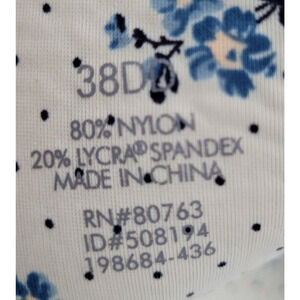 38D
80% NYLON
20% LYCRA® SPANDEX
MADE IN CHINA
RN#80763
ID#508194
198684-436